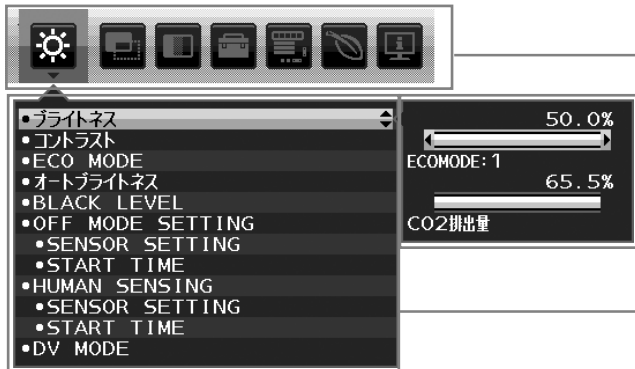 •ブライトネス
•コントラスト
•ECO MODE
•オートブライトネス
•BLACK LEVEL
•OFF MODE SETTING
•SENSOR SETTING
•START TIME
•HUMAN SENSING
•SENSOR SETTING
•START TIME
•DV MODE
50.0%
ECOMODE:1
65.5%
CO2排出量